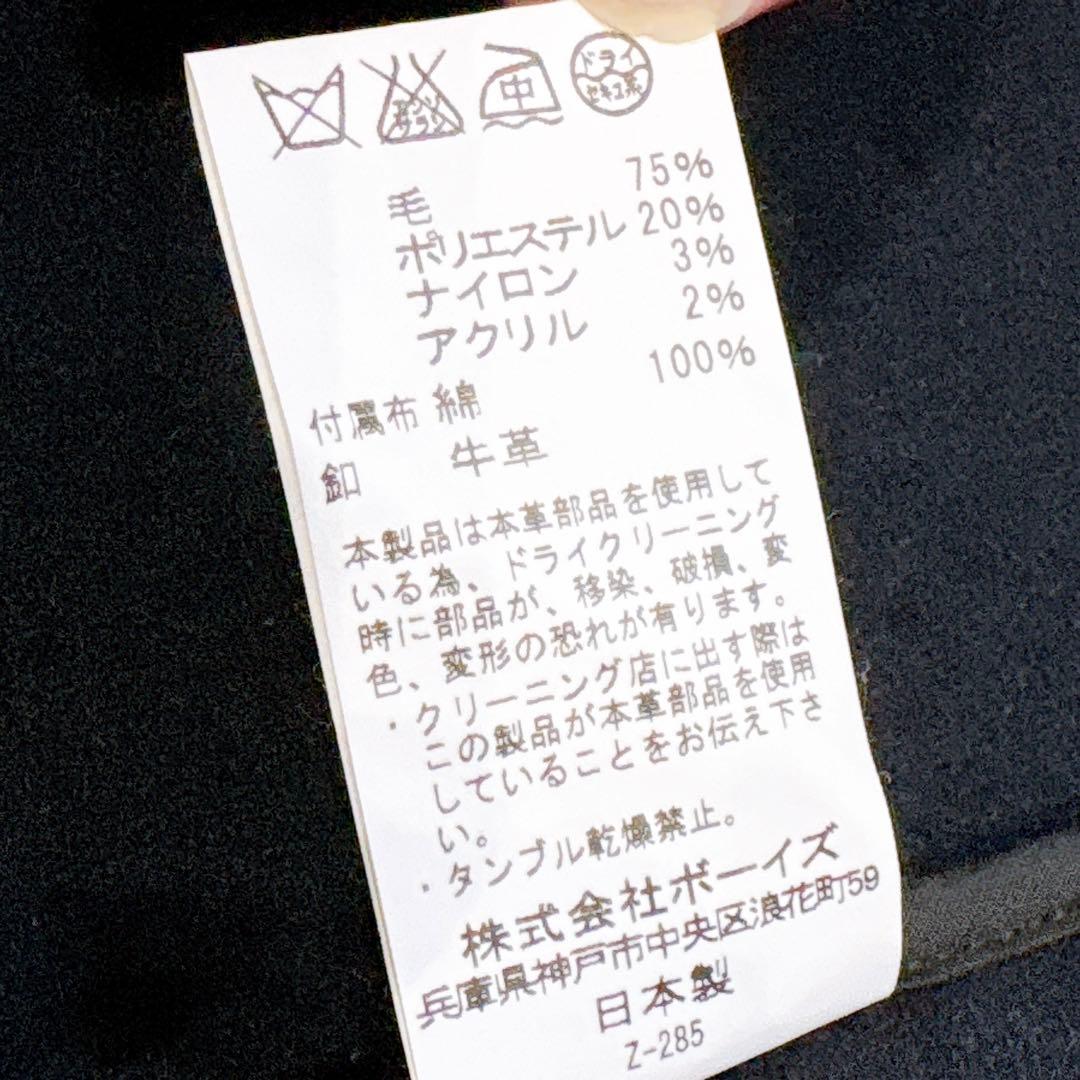 エンソ
サラシ
中
ドライ
セキユ系
毛 75%
ポリエステル 20%
ナイロン 3%
アクリル 2%
付属布 綿 100%
釦 牛革
本製品は本革部品を使用して
いる為、ドライクリーニング
時に部品が、移染、破損、変
色、変形の恐れが有ります。
・クリーニング店に出す際は
この製品が本革部品を使用
していることをお伝え下さ
い。
・タンブル乾燥禁止。
株式会社ボーイズ
兵庫県神戸市中央区浪花町59
日本製
Z-285